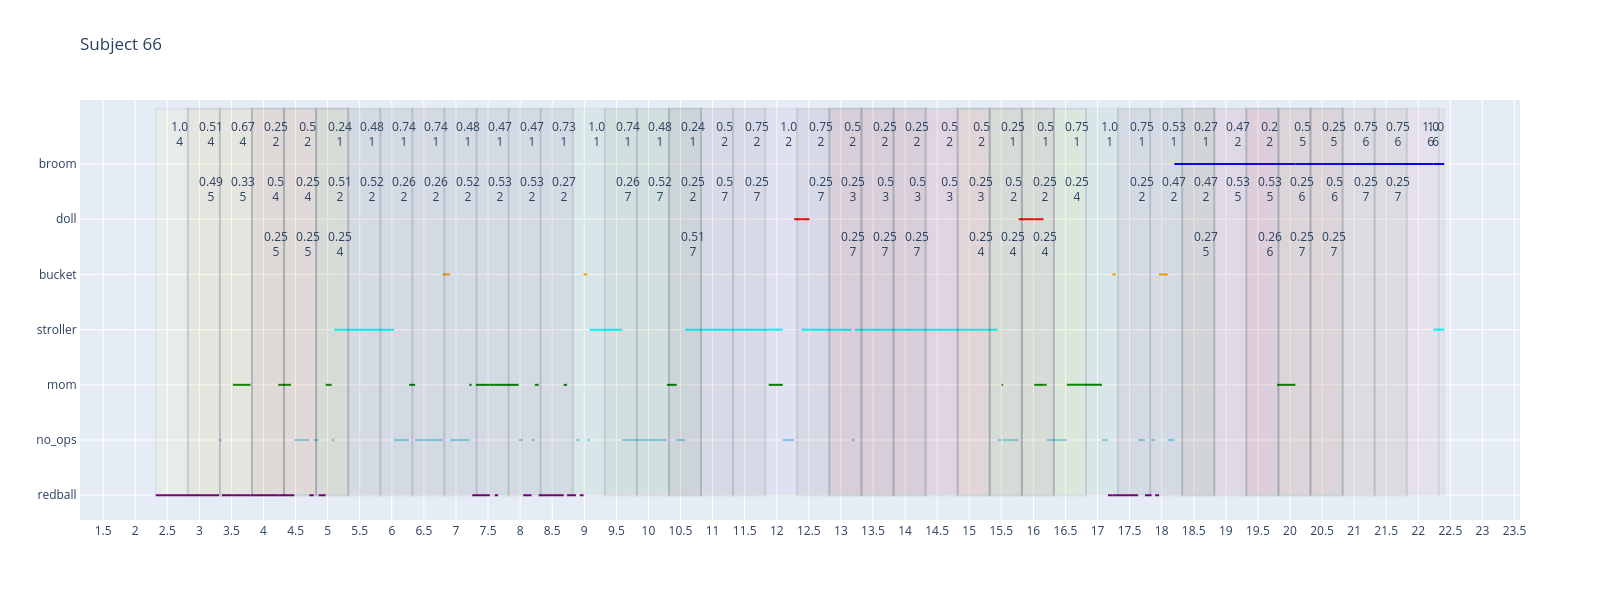 Subject 66
1.0 0.51 0.67 0.25 0.5 0.24 0.48 0.74 0.74 0.48 0.47 0.47 0.73 1.0 0.74 0.48 0.24 0.5 0.75 1.0 0.75 0.5 0.25 0.25 0.5 0.5 0.25 0.5 0.75 1.0 0.75 0.53 0.27 0.47 0.2 0.5 0.25 0.75 0.75
4 4 4 2 2 1 1 1 1 1 1 1 1 1 1 1 1 2 2 2 2 2 2 2 2 2 1 1 1 1 1 1 1 2 2 5 5 6 6
broom
0.49 0.33 0.5 0.25 0.51 0.52 0.26 0.26 0.52 0.53 0.53 0.27 0.26 0.52 0.25 0.5 0.25 0.25 0.25 0.5 0.5 0.5 0.25 0.5 0.25 0.25 0.25 0.47 0.47 0.53 0.53 0.25 0.5 0.25 0.25
5 5 4 4 2 2 2 2 2 2 2 2 7 7 2 7 7 7 3 3 3 3 3 2 2 4 2 2 2 5 5 6 6 7 7
doll
0.25 0.25 0.25 0.51 0.25 0.25 0.25 0.25 0.25 0.25 0.27 0.26 0.25 0.25
5 5 4 7 7 7 7 4 4 4 5 6 7 7
bucket
stroller
mom
no_ops
redball
1.5 2 2.5 3 3.5 4 4.5 5 5.5 6 6.5 7 7.5 8 8.5 9 9.5 10 10.5 11 11.5 12 12.5 13 13.5 14 14.5 15 15.5 16 16.5 17 17.5 18 18.5 19 19.5 20 20.5 21 21.5 22 22.5 23 23.5